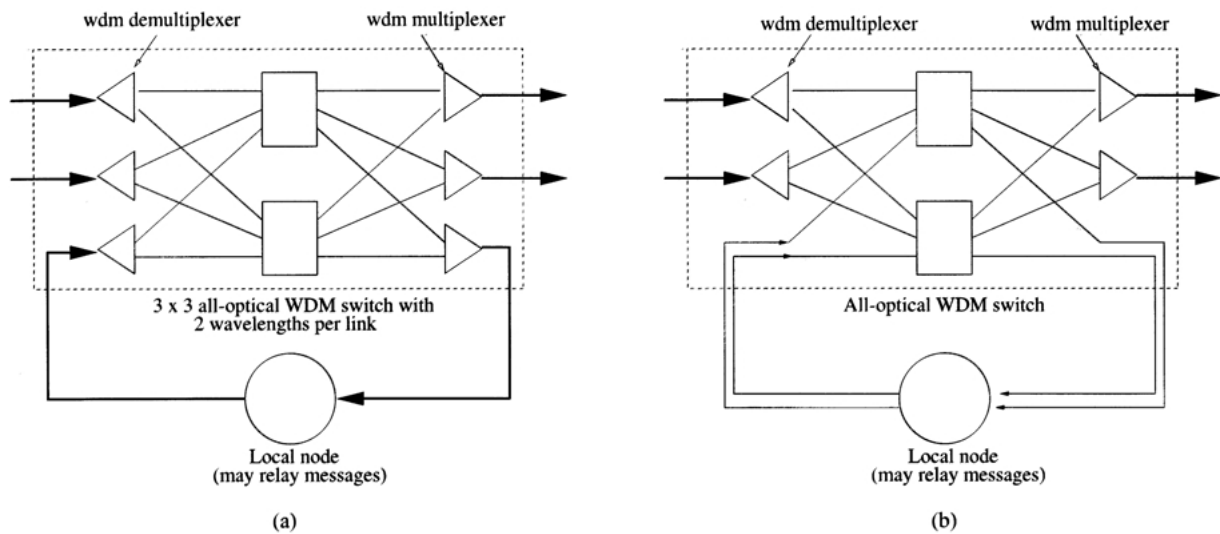 wdm demultiplexer
wdm multiplexer
3 x 3 all-optical WDM switch with
2 wavelengths per link
Local node
(may relay messages)
(a)
wdm demultiplexer
wdm multiplexer
All-optical WDM switch
Local node
(may relay messages)
(b)